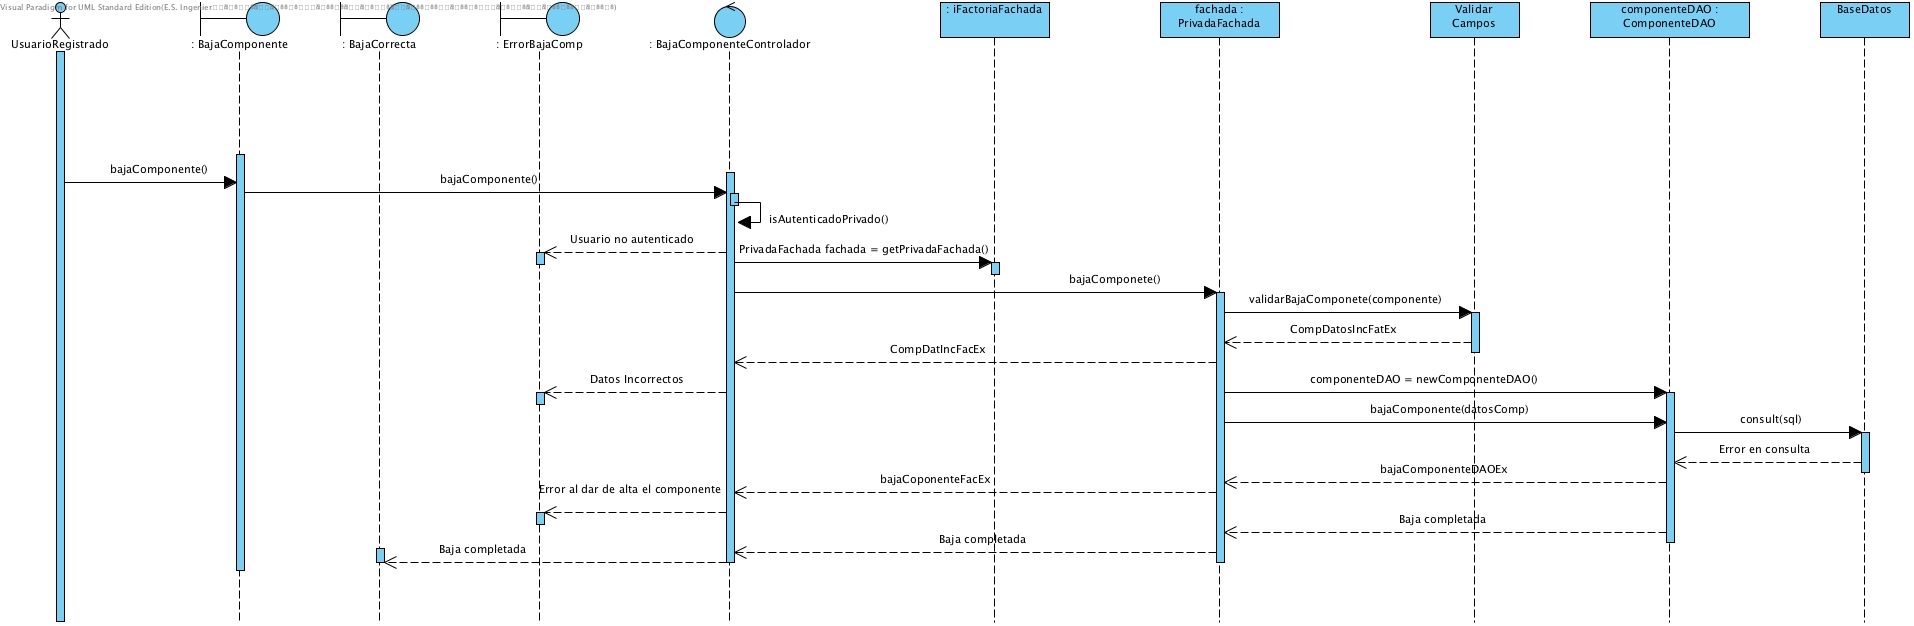 Visual Paradigm for UML Standard Edition(E.S. Ingenier
UsuarioRegistrado
: BajaComponente
: BajaCorrecta
: ErrorBajaComp
: BajaComponenteControlador
: iFactoriaFachada
fachada :
PrivadaFachada
Validar
Campos
componenteDAO :
ComponenteDAO
BaseDatos
bajaComponente()
bajaComponente()
isAutenticadoPrivado()
Usuario no autenticado
PrivadaFachada fachada = getPrivadaFachada()
bajaComponete()
validarBajaComponete(componente)
CompDatosIncFatEx
CompDatIncFacEx
Datos Incorrectos
componenteDAO = newComponenteDAO()
bajaComponente(datosComp)
consult(sql)
Error en consulta
bajaComponenteDAOEx
bajaCoponenteFacEx
Error al dar de alta el componente
Baja completada
Baja completada
Baja completada